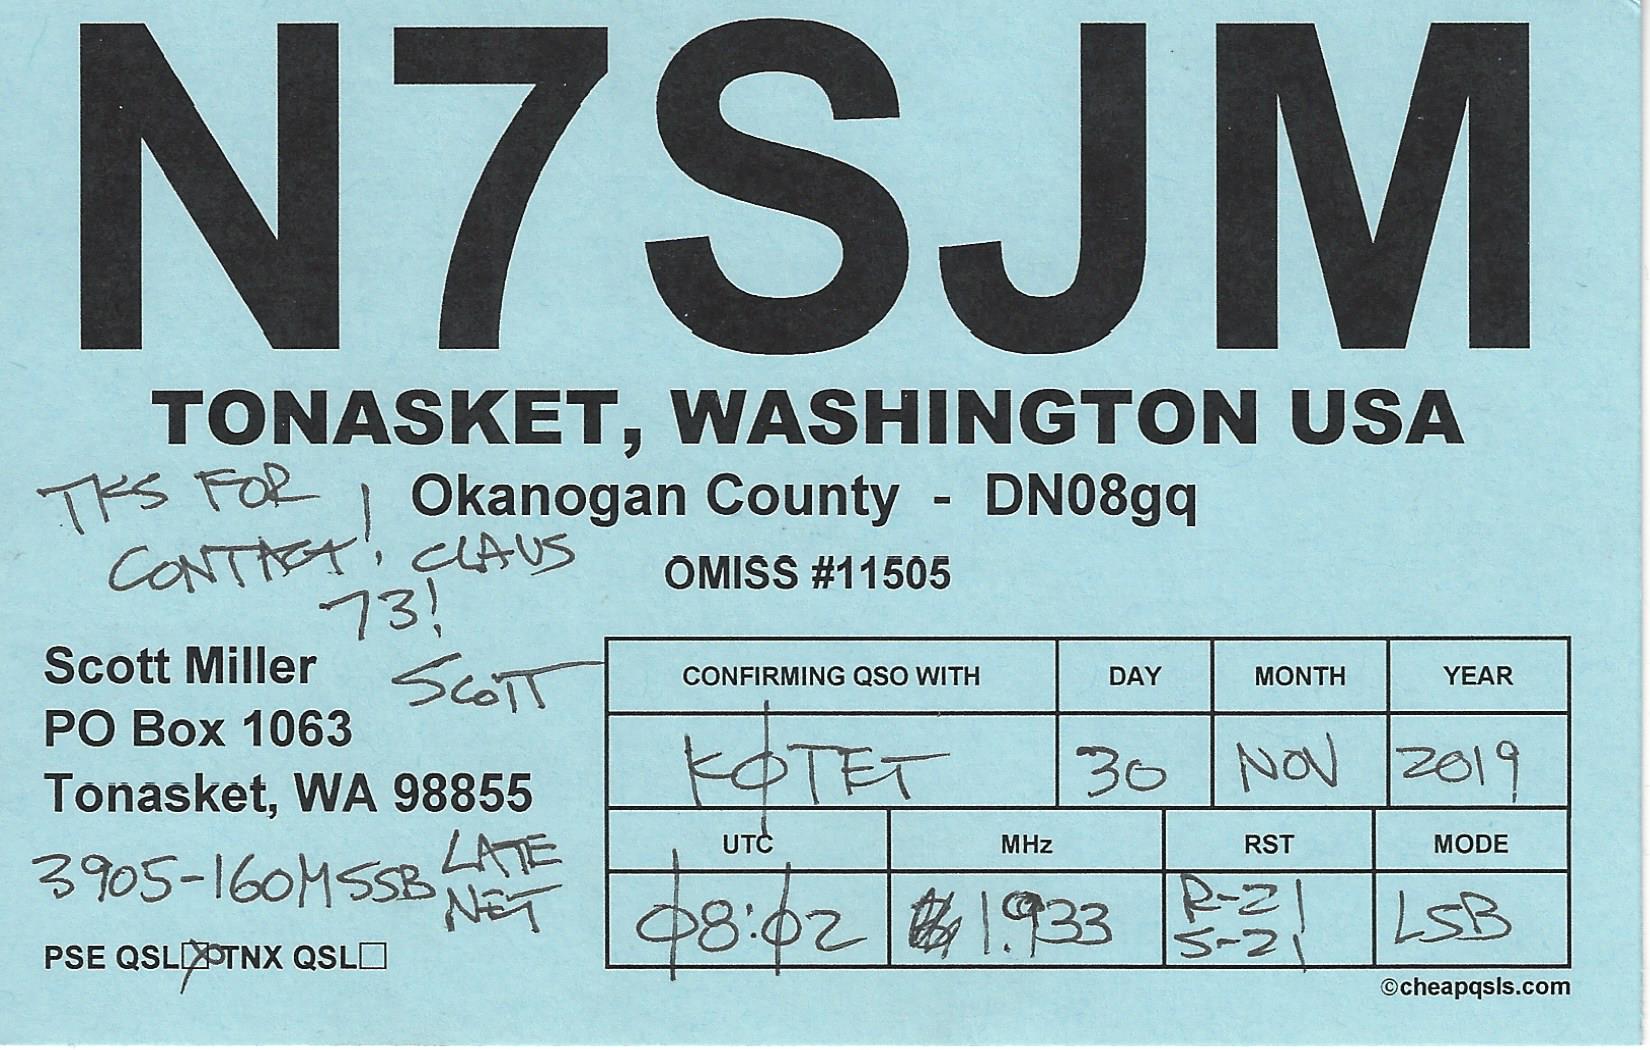 N7SJM
TONASKET, WASHINGTON USA
Okanogan County - DN08gq
OMISS #11505
TKS FOR
CONTACT! CLAUS
73!
SCOTT
Scott Miller
PO Box 1063
Tonasket, WA 98855
3905-160M SSB LATE
NET
PSE QSL☒ TNX QSL☐
CONFIRMING QSO WITH DAY MONTH YEAR
KØTET 30 NOV 2019
UTC MHz RST MODE
Ø8:Ø2 1.933 R-21 LSB
S-21
©cheapqsls.com